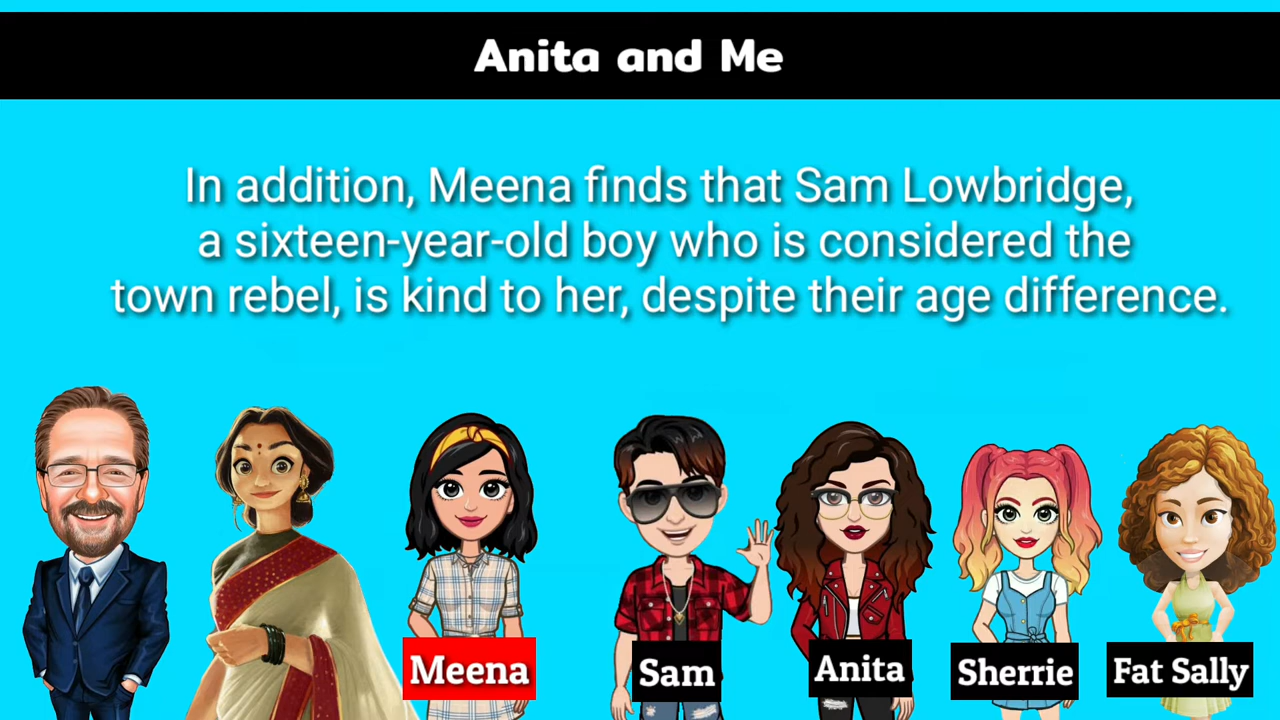 Anita and Me
In addition, Meena finds that Sam Lowbridge,
a sixteen-year-old boy who is considered the
town rebel, is kind to her, despite their age difference.
Meena
Sam
Anita
Sherrie
Fat Sally